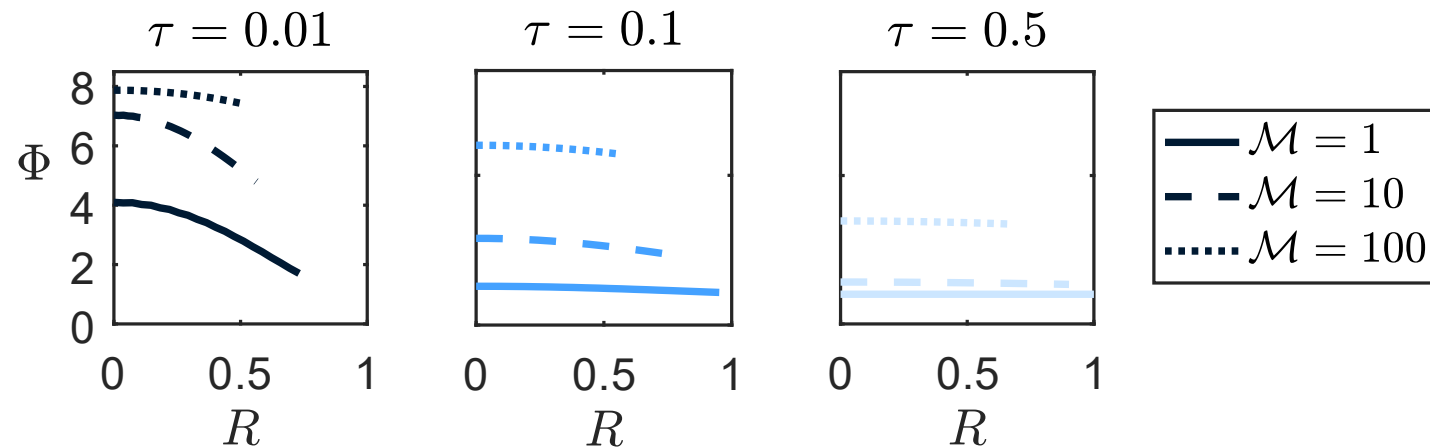 τ = 0.01
τ = 0.1
τ = 0.5
8
6
4
2
0
Φ
0 0.5 1
0 0.5 1
0 0.5 1
R
R
R
ℳ = 1
ℳ = 10
ℳ = 100